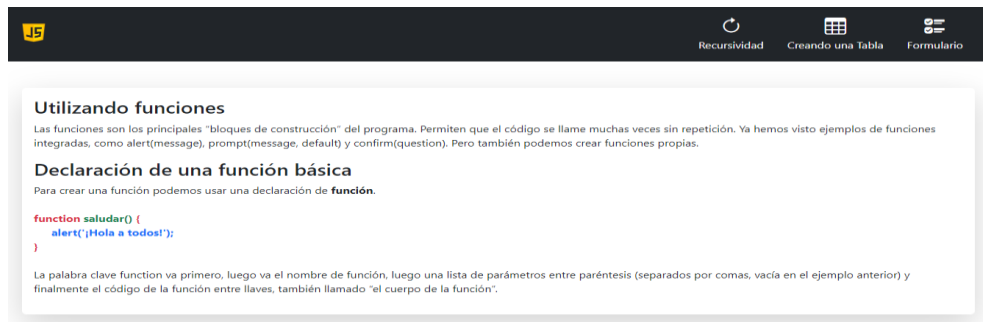 JS
Recursividad
Creando una Tabla
Formulario
Utilizando funciones
Las funciones son los principales "bloques de construcción" del programa. Permiten que el código se llame muchas veces sin repetición. Ya hemos visto ejemplos de funciones
integradas, como alert(message), prompt(message, default) y confirm(question). Pero también podemos crear funciones propias.
Declaración de una función básica
Para crear una función podemos usar una declaración de función.
function saludar() {
alert('¡Hola a todos!');
}
La palabra clave function va primero, luego va el nombre de función, luego una lista de parámetros entre paréntesis (separados por comas, vacía en el ejemplo anterior) y
finalmente el código de la función entre llaves, también llamado "el cuerpo de la función".